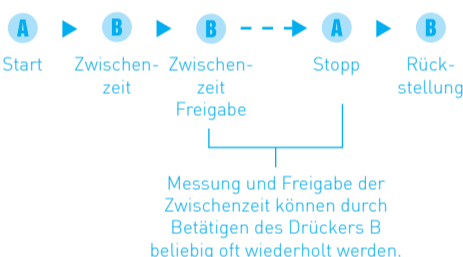 A B B A B
Start Zwischen- Zwischen- Stopp Rück-
zeit zeit stellung
Freigabe
Messung und Freigabe der
Zwischenzeit können durch
Betätigen des Drückers B
beliebig oft wiederholt werden.